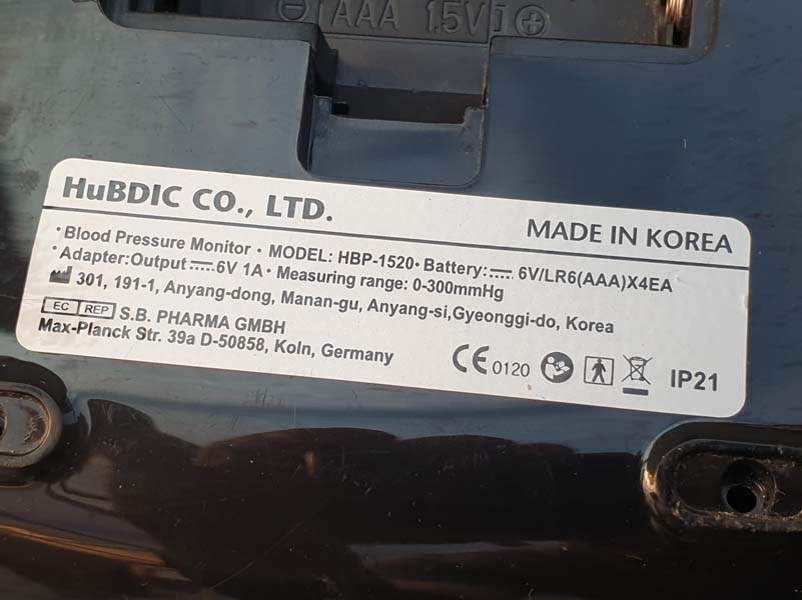 AAA 1.5V
HuBDIC CO., LTD.
MADE IN KOREA
·Blood Pressure Monitor · MODEL: HBP-1520· Battery: 6V/LR6(AAA)X4EA
·Adapter:Output 6V 1A· Measuring range: 0-300mmHg
301, 191-1, Anyang-dong, Manan-gu, Anyang-si,Gyeonggi-do, Korea
EC REP S.B. PHARMA GMBH
Max-Planck Str. 39a D-50858, Koln, Germany
CE 0120
IP21